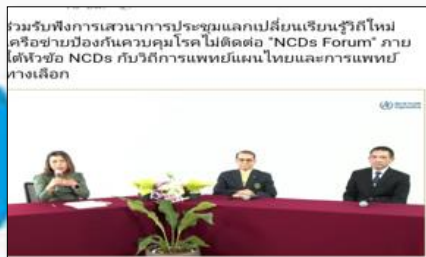 ร่วมรับฟังการเสวนาการประชุมแลกเปลี่ยนเรียนรู้วิถีใหม่
เครือข่ายป้องกันควบคุมโรคไม่ติดต่อ "NCDs Forum" ภาย
ใต้หัวข้อ NCDs กับวิถีการแพทย์แผนไทยและการแพทย์
ทางเลือก